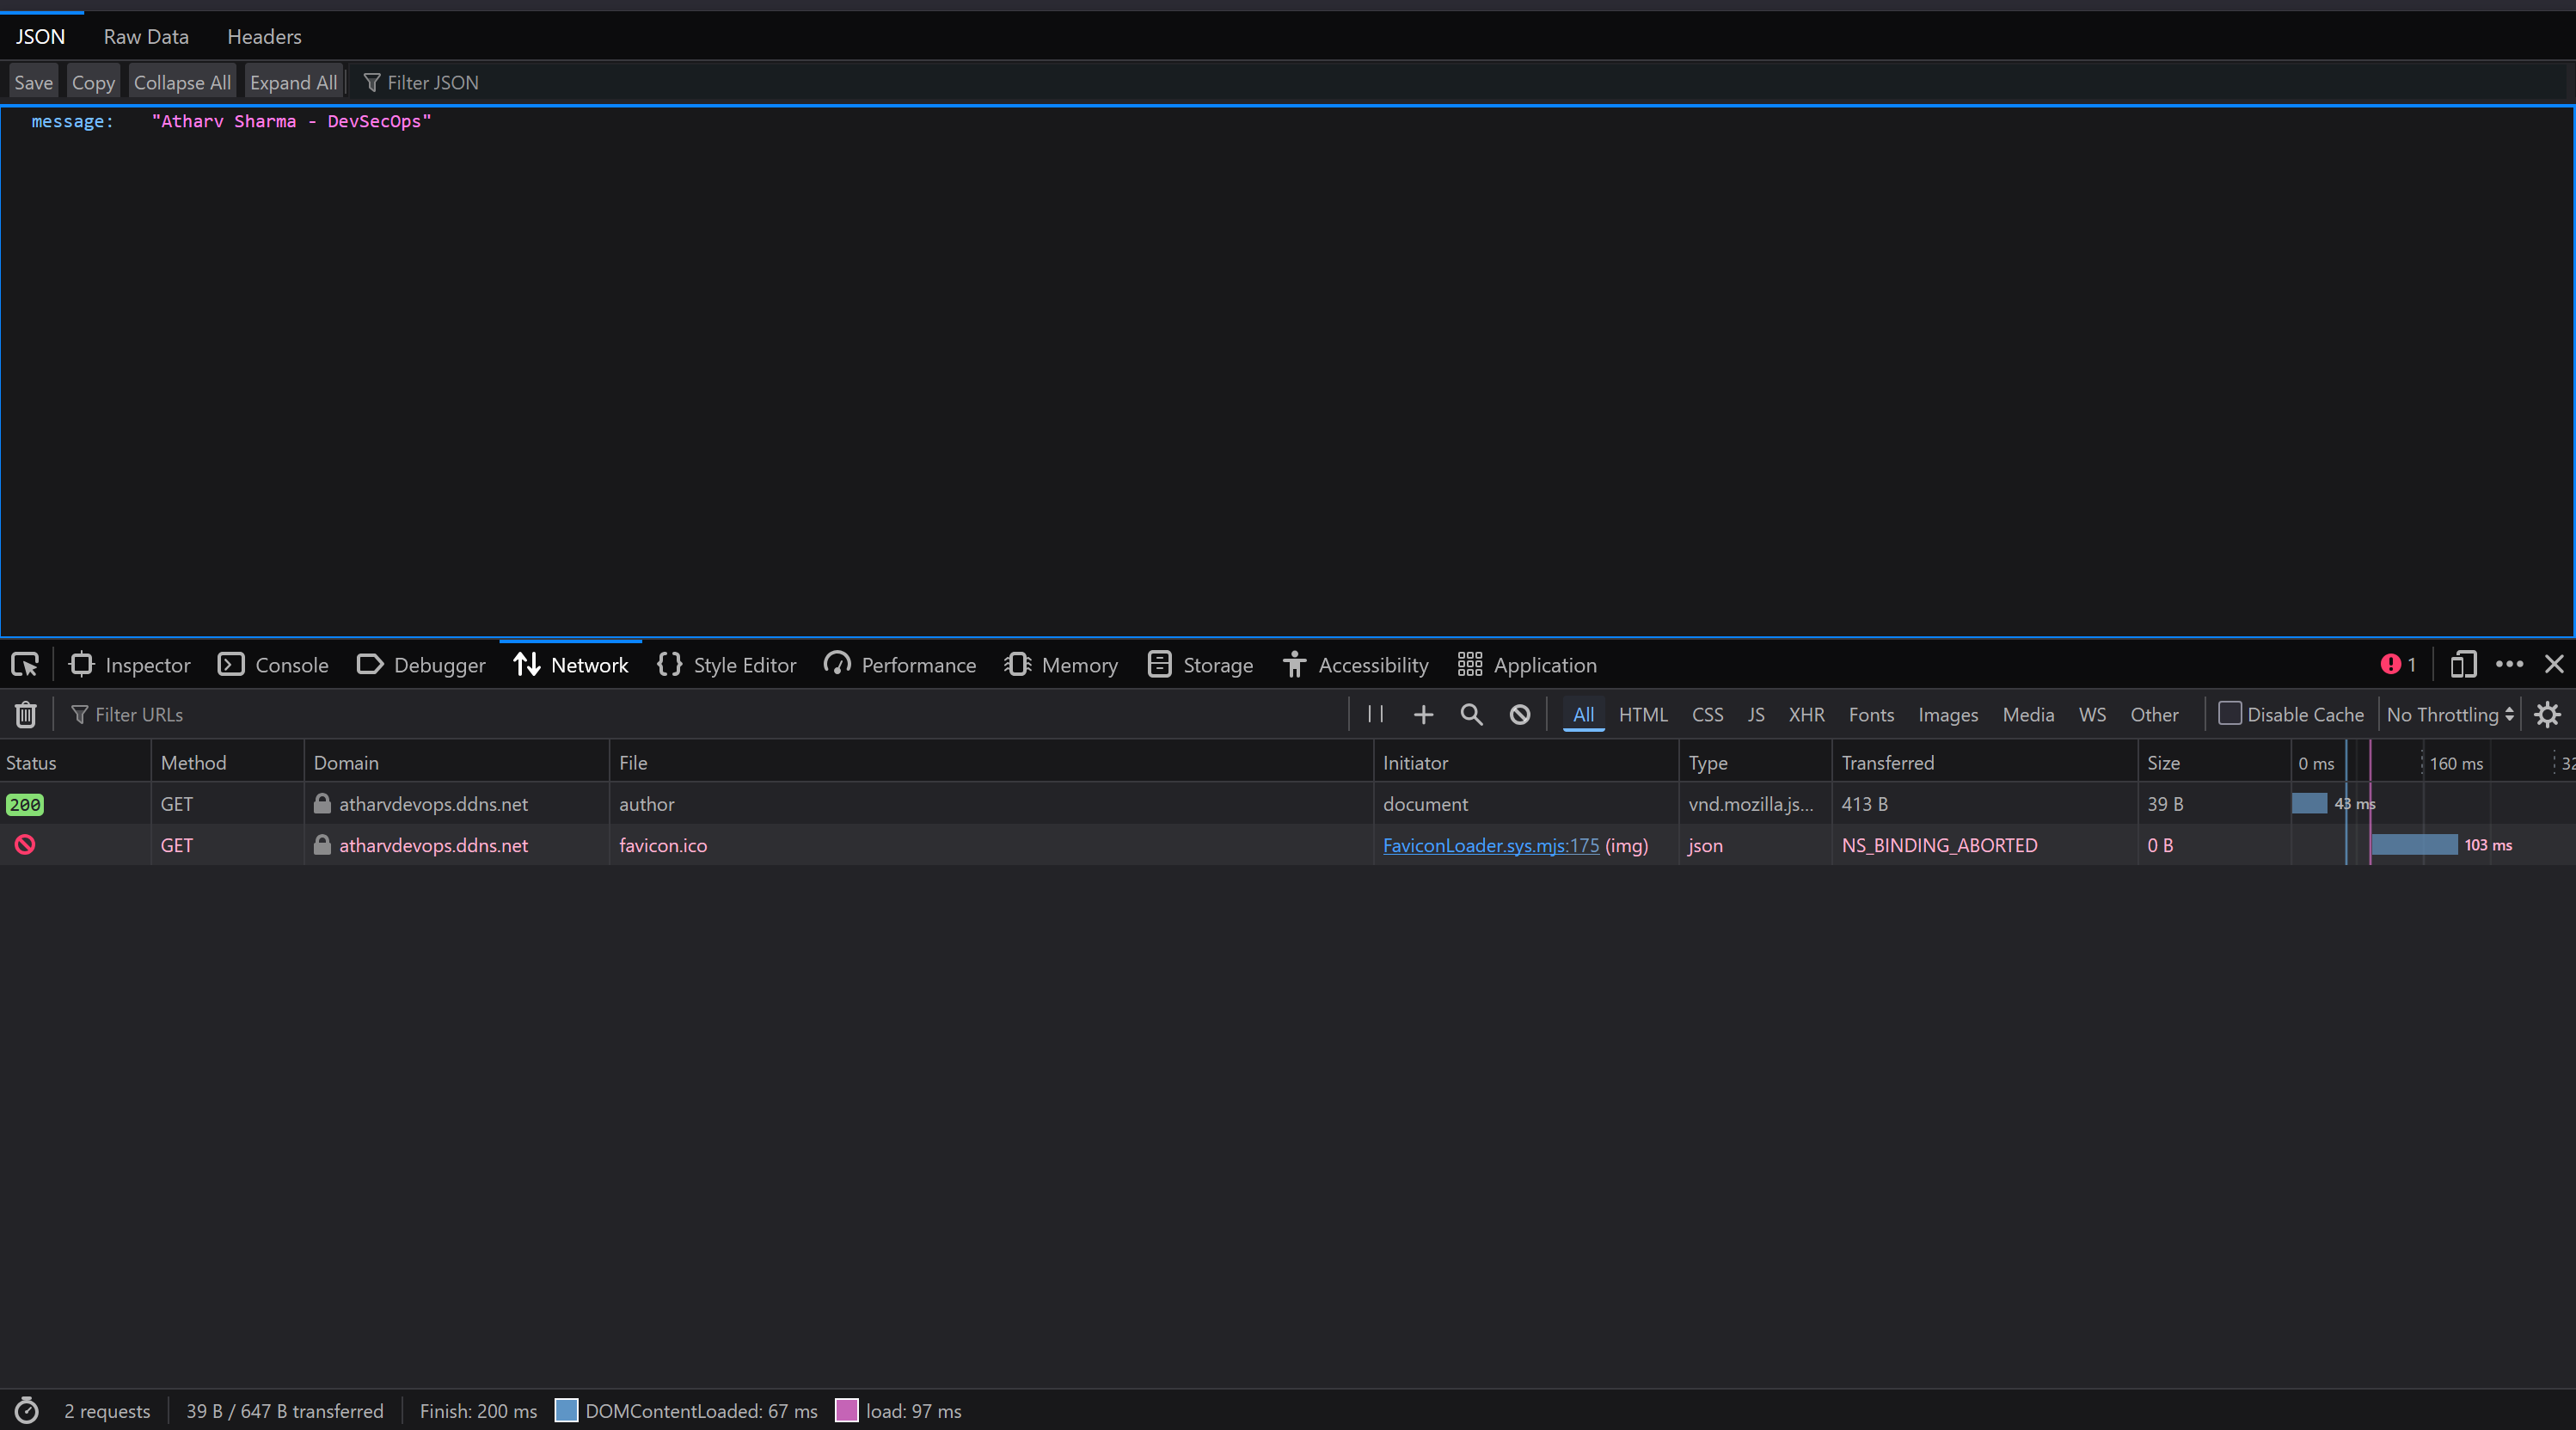 JSON Raw Data Headers
Save Copy Collapse All Expand All Filter JSON
message: "Atharv Sharma - DevSecOps"
Inspector Console Debugger Network Style Editor Performance Memory Storage Accessibility Application 1
Filter URLs All HTML CSS JS XHR Fonts Images Media WS Other Disable Cache No Throttling
Status Method Domain File Initiator Type Transferred Size 0 ms 160 ms
200 GET atharvdevops.ddns.net author document vnd.mozilla.js... 413 B 39 B 43 ms
GET atharvdevops.ddns.net favicon.ico FaviconLoader.sys.mjs:175 (img) json NS_BINDING_ABORTED 0 B 103 ms
2 requests 39 B / 647 B transferred Finish: 200 ms DOMContentLoaded: 67 ms load: 97 ms